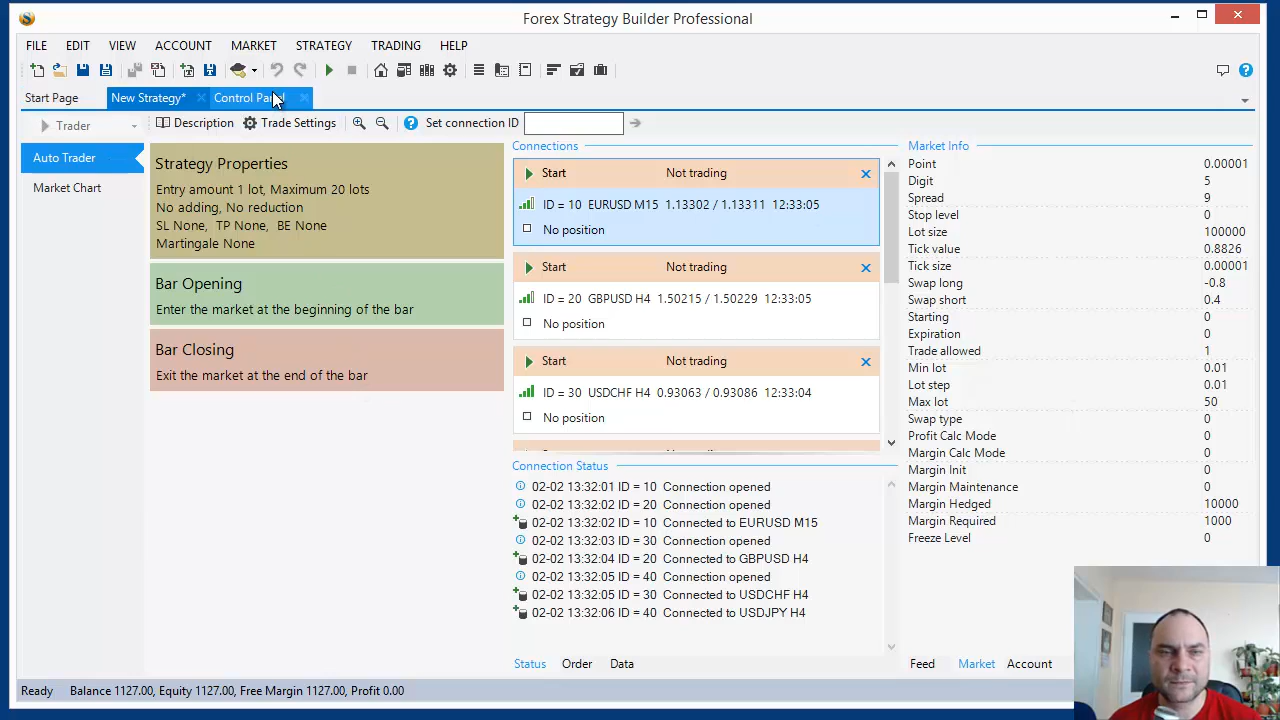 Forex Strategy Builder Professional
FILE EDIT VIEW ACCOUNT MARKET STRATEGY TRADING HELP
Start Page New Strategy* Control Panel
Trader Description Trade Settings Set connection ID
Auto Trader
Market Chart
Strategy Properties
Entry amount 1 lot, Maximum 20 lots
No adding, No reduction
SL None, TP None, BE None
Martingale None
Bar Opening
Enter the market at the beginning of the bar
Bar Closing
Exit the market at the end of the bar
Connections
Start Not trading
ID = 10 EURUSD M15 1.13302 / 1.13311 12:33:05
No position
Start Not trading
ID = 20 GBPUSD H4 1.50215 / 1.50229 12:33:05
No position
Start Not trading
ID = 30 USDCHF H4 0.93063 / 0.93086 12:33:04
No position
Connection Status
02-02 13:32:01 ID = 10 Connection opened
02-02 13:32:02 ID = 20 Connection opened
02-02 13:32:02 ID = 10 Connected to EURUSD M15
02-02 13:32:03 ID = 30 Connection opened
02-02 13:32:04 ID = 20 Connected to GBPUSD H4
02-02 13:32:05 ID = 40 Connection opened
02-02 13:32:05 ID = 30 Connected to USDCHF H4
02-02 13:32:06 ID = 40 Connected to USDJPY H4
Status Order Data
Market Info
Point 0.00001
Digit 5
Spread 9
Stop level 0
Lot size 100000
Tick value 0.8826
Tick size 0.00001
Swap long -0.8
Swap short 0.4
Starting 0
Expiration 0
Trade allowed 1
Min lot 0.01
Lot step 0.01
Max lot 50
Swap type 0
Profit Calc Mode 0
Margin Calc Mode 0
Margin Init 0
Margin Maintenance 0
Margin Hedged 10000
Margin Required 1000
Freeze Level 0
Feed Market Account
Ready Balance 1127.00, Equity 1127.00, Free Margin 1127.00, Profit 0.00